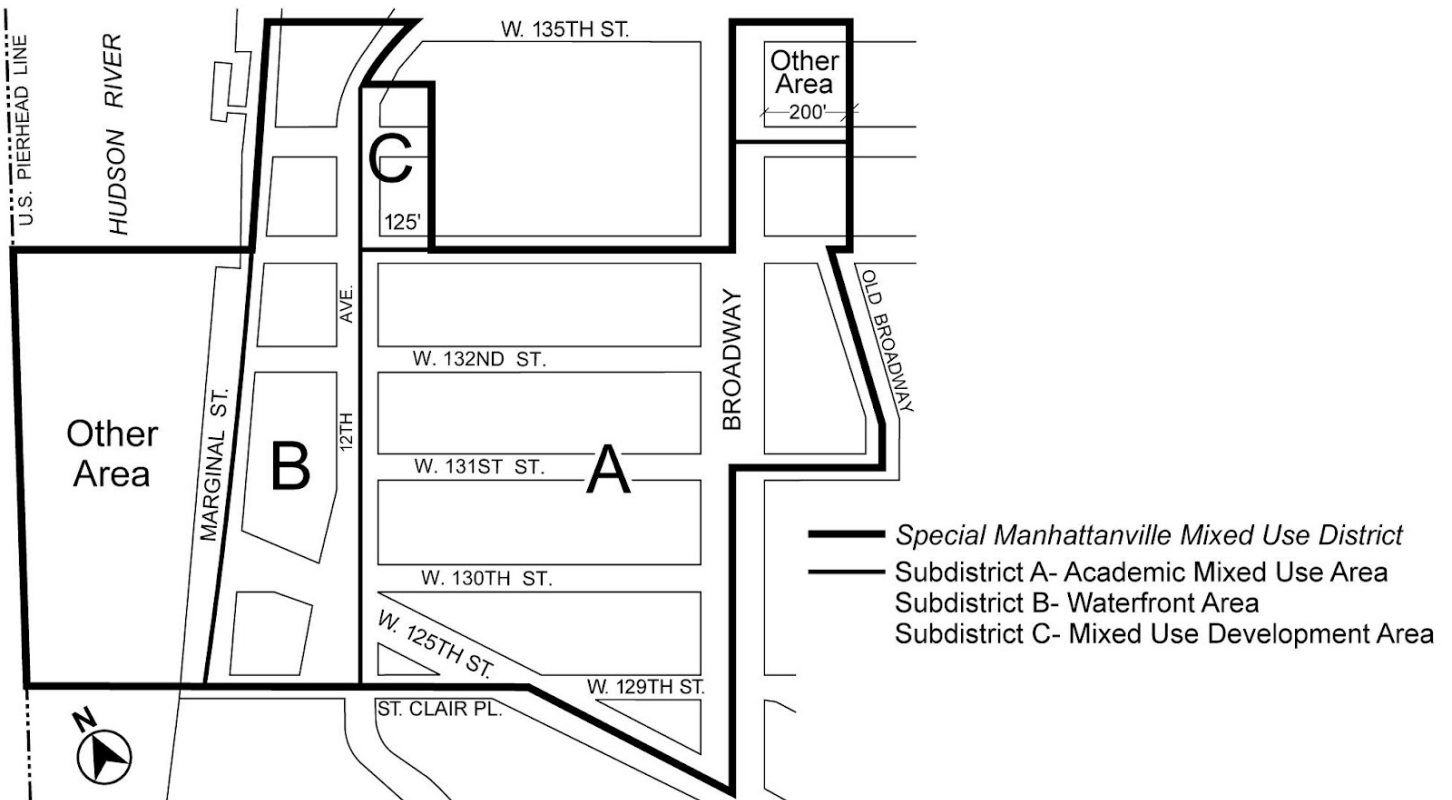 U.S. PIERHEAD LINE
HUDSON RIVER
W. 135TH ST.
Other
Area
200'
C
125'
AVE.
12TH
BROADWAY
OLD BROADWAY
W. 132ND ST.
Other
Area
MARGINAL ST.
B
W. 131ST ST.
A
W. 130TH ST.
W. 125TH ST.
W. 129TH ST.
ST. CLAIR PL.
N
Special Manhattanville Mixed Use District
Subdistrict A- Academic Mixed Use Area
Subdistrict B- Waterfront Area
Subdistrict C- Mixed Use Development Area